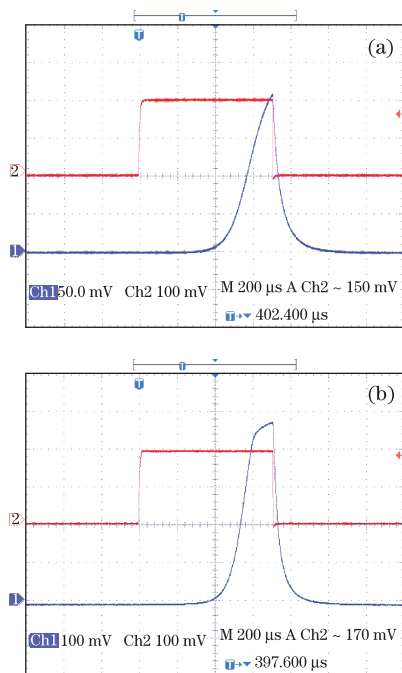 T
T
(a)
2
1
Ch1 50.0 mV Ch2 100 mV M 200 µs A Ch2 ~ 150 mV
T 402.400 µs
T
T
(b)
2
1
Ch1 100 mV Ch2 100 mV M 200 µs A Ch2 ~ 170 mV
T 397.600 µs